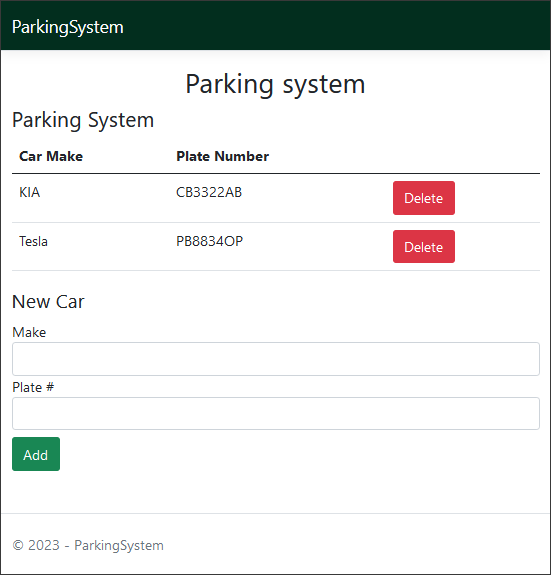 ParkingSystem
Parking system
Parking System
Car Make Plate Number
KIA CB3322AB Delete
Tesla PB8834OP Delete
New Car
Make
Plate #
Add
© 2023 - ParkingSystem